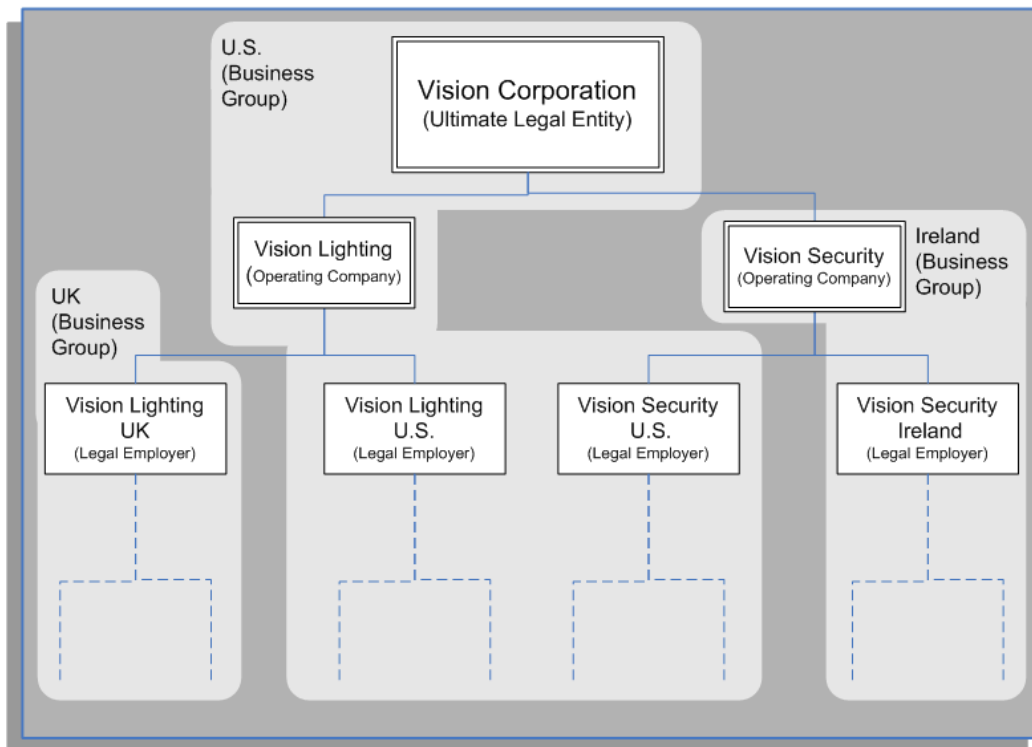 U.S.
(Business
Group)
Vision Corporation
(Ultimate Legal Entity)
Vision Lighting
(Operating Company)
Vision Security
(Operating Company)
Ireland
(Business
Group)
UK
(Business
Group)
Vision Lighting
UK
(Legal Employer)
Vision Lighting
U.S.
(Legal Employer)
Vision Security
U.S.
(Legal Employer)
Vision Security
Ireland
(Legal Employer)